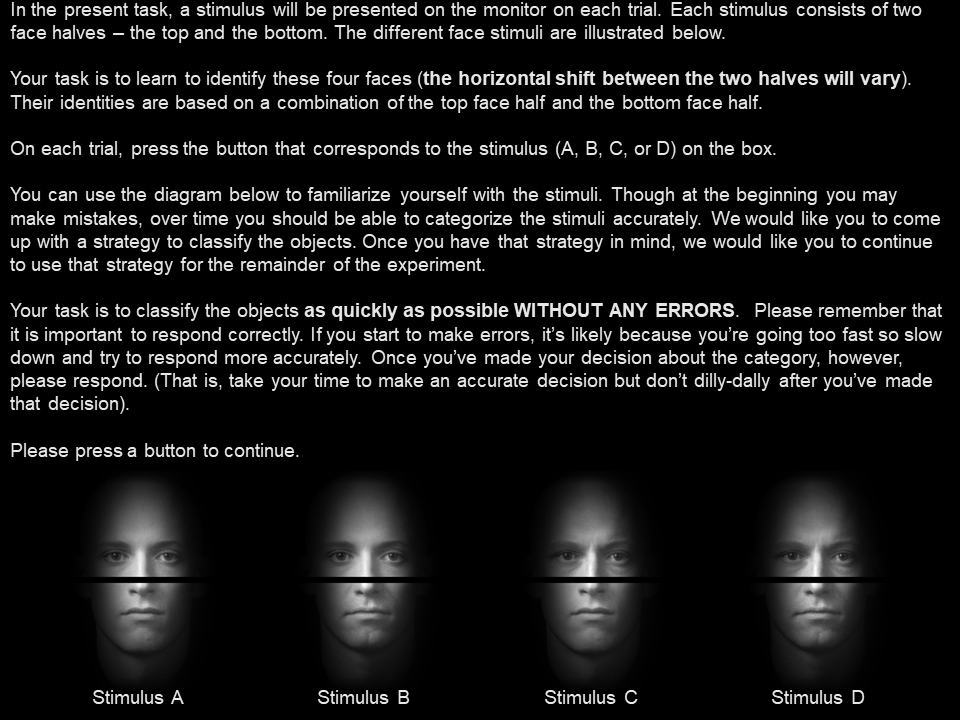 In the present task, a stimulus will be presented on the monitor on each trial. Each stimulus consists of two
face halves – the top and the bottom. The different face stimuli are illustrated below.
Your task is to learn to identify these four faces (the horizontal shift between the two halves will vary).
Their identities are based on a combination of the top face half and the bottom face half.
On each trial, press the button that corresponds to the stimulus (A, B, C, or D) on the box.
You can use the diagram below to familiarize yourself with the stimuli. Though at the beginning you may
make mistakes, over time you should be able to categorize the stimuli accurately. We would like you to come
up with a strategy to classify the objects. Once you have that strategy in mind, we would like you to continue
to use that strategy for the remainder of the experiment.
Your task is to classify the objects as quickly as possible WITHOUT ANY ERRORS. Please remember that
it is important to respond correctly. If you start to make errors, it’s likely because you’re going too fast so slow
down and try to respond more accurately. Once you’ve made your decision about the category, however,
please respond. (That is, take your time to make an accurate decision but don’t dilly-dally after you’ve made
that decision).
Please press a button to continue.
Stimulus A Stimulus B Stimulus C Stimulus D